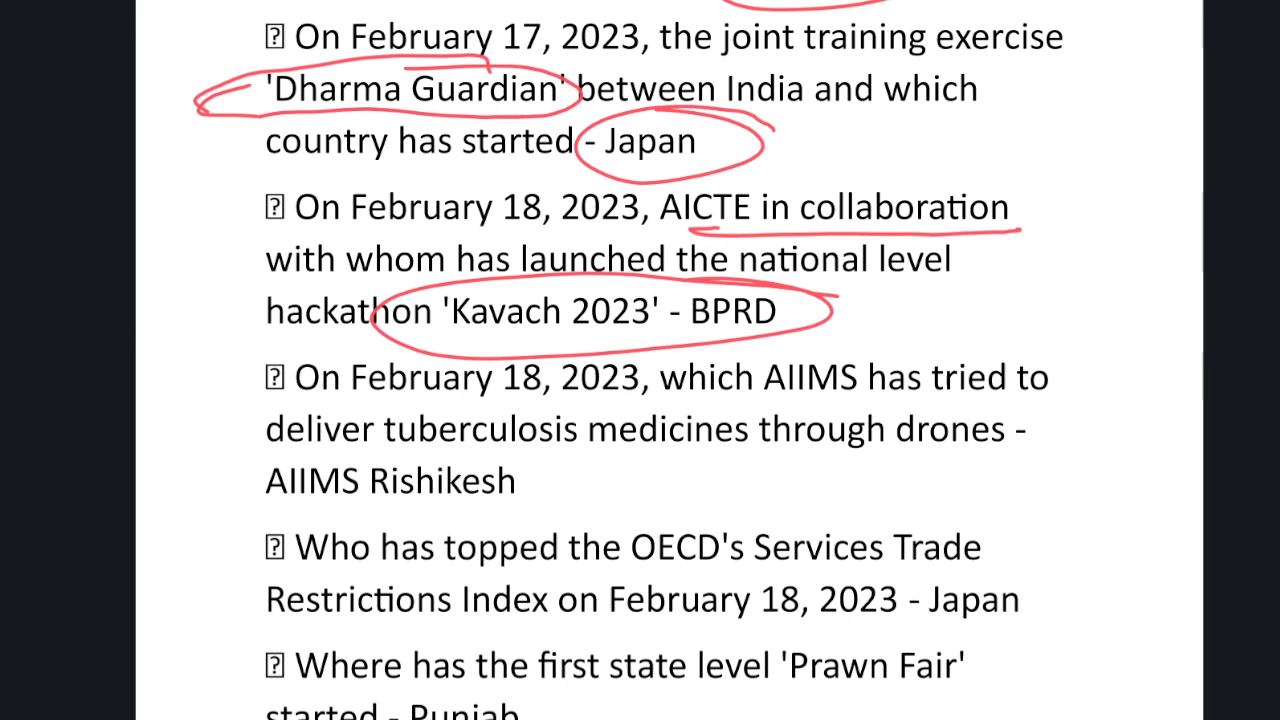 ⍰ On February 17, 2023, the joint training exercise
'Dharma Guardian' between India and which
country has started - Japan
⍰ On February 18, 2023, AICTE in collaboration
with whom has launched the national level
hackathon 'Kavach 2023' - BPRD
⍰ On February 18, 2023, which AIIMS has tried to
deliver tuberculosis medicines through drones -
AIIMS Rishikesh
⍰ Who has topped the OECD's Services Trade
Restrictions Index on February 18, 2023 - Japan
⍰ Where has the first state level 'Prawn Fair'
started - Punjab